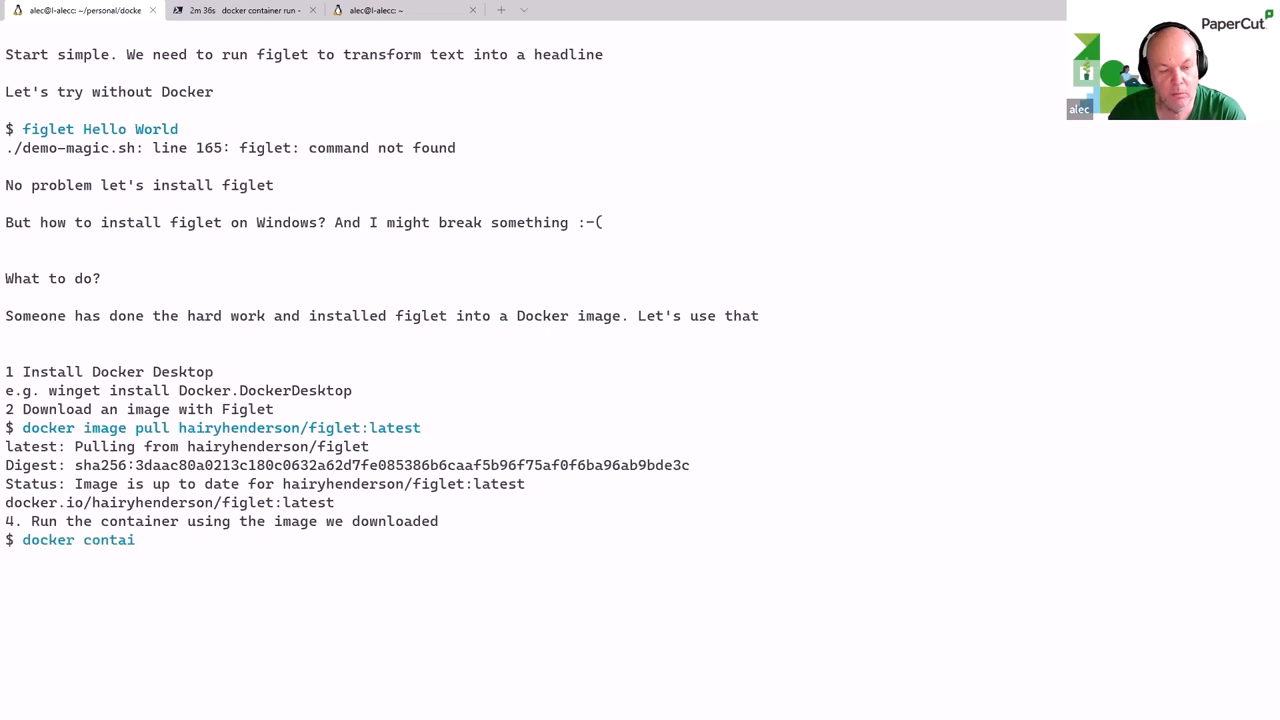 alec@l-alecc: ~/personal/docke
2m 36s docker container run -
alec@l-alecc: ~
PaperCut
alec
Start simple. We need to run figlet to transform text into a headline
Let's try without Docker
$ figlet Hello World
./demo-magic.sh: line 165: figlet: command not found
No problem let's install figlet
But how to install figlet on Windows? And I might break something :-(
What to do?
Someone has done the hard work and installed figlet into a Docker image. Let's use that
1 Install Docker Desktop
e.g. winget install Docker.DockerDesktop
2 Download an image with Figlet
$ docker image pull hairyhenderson/figlet:latest
latest: Pulling from hairyhenderson/figlet
Digest: sha256:3daac80a0213c180c0632a62d7fe085386b6caaf5b96f75af0f6ba96ab9bde3c
Status: Image is up to date for hairyhenderson/figlet:latest
docker.io/hairyhenderson/figlet:latest
4. Run the container using the image we downloaded
$ docker contai